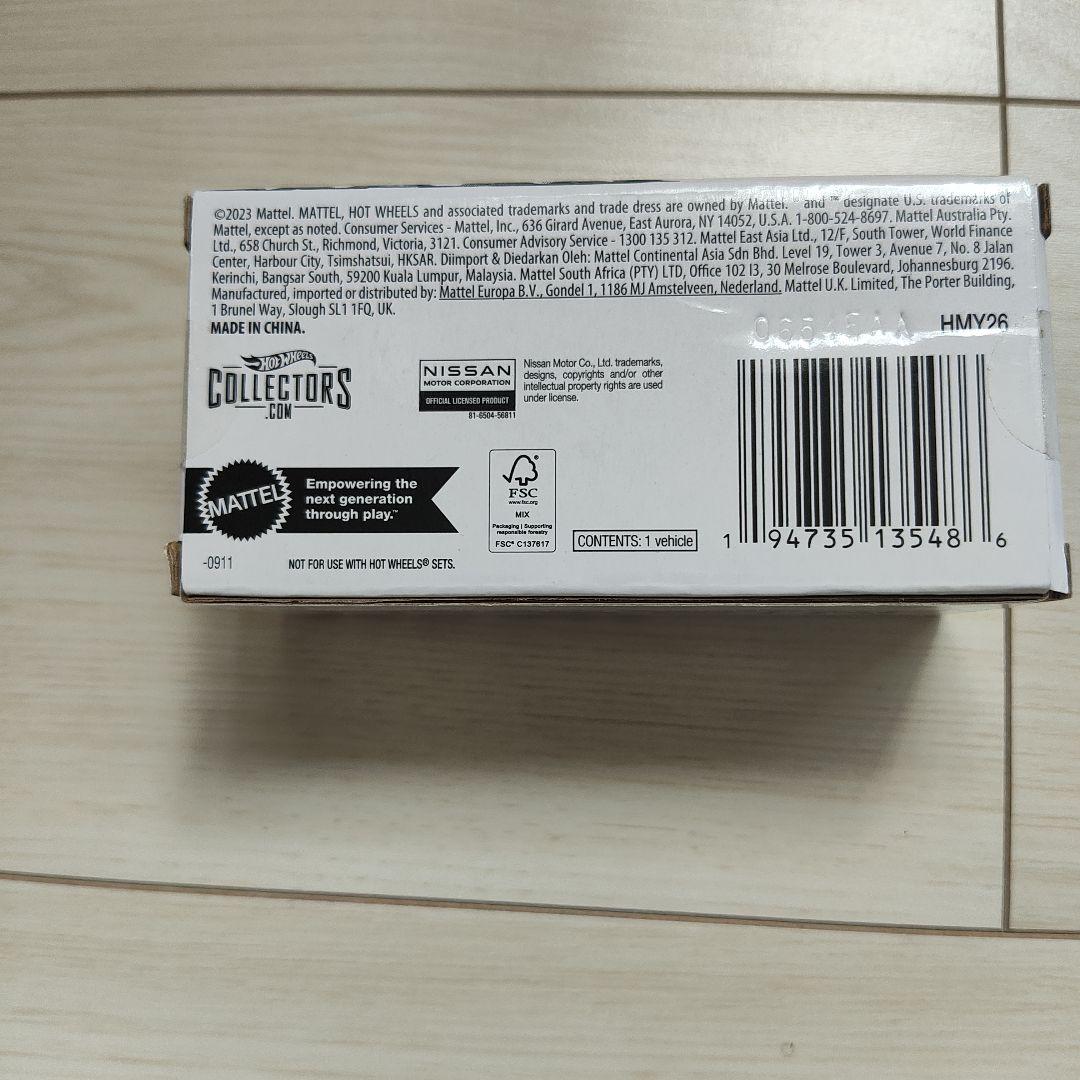 ©2023 Mattel. MATTEL, HOT WHEELS and associated trademarks and trade dress are owned by Mattel. ® and ™ designate U.S. trademarks of
Mattel, except as noted. Consumer Services - Mattel, Inc., 636 Girard Avenue, East Aurora, NY 14052, U.S.A. 1-800-524-8697. Mattel Australia Pty.
Ltd., 658 Church St., Richmond, Victoria, 3121. Consumer Advisory Service - 1300 135 312. Mattel East Asia Ltd., 12/F, South Tower, World Finance
Center, Harbour City, Tsimshatsui, HKSAR. Diimport & Diedarkan Oleh: Mattel Continental Asia Sdn Bhd. Level 19, Tower 3, Avenue 7, No. 8 Jalan
Kerinchi, Bangsar South, 59200 Kuala Lumpur, Malaysia. Mattel South Africa (PTY) LTD, Office 102 I3, 30 Melrose Boulevard, Johannesburg 2196.
Manufactured, imported or distributed by: Mattel Europa B.V., Gondel 1, 1186 MJ Amstelveen, Nederland. Mattel U.K. Limited, The Porter Building,
1 Brunel Way, Slough SL1 1FQ, UK.
MADE IN CHINA.
HMY26
HOT WHEELS
COLLECTORS
.COM
NISSAN
MOTOR CORPORATION
OFFICIAL LICENSED PRODUCT
81-6504-56811
Nissan Motor Co., Ltd. trademarks,
designs, copyrights and/or other
intellectual property rights are used
under license.
MATTEL
Empowering the
next generation
through play.™
FSC®
www.fsc.org
MIX
Packaging | Supporting
responsible forestry
FSC® C137617
CONTENTS: 1 vehicle
1 94735 13548 6
-0911
NOT FOR USE WITH HOT WHEELS® SETS.